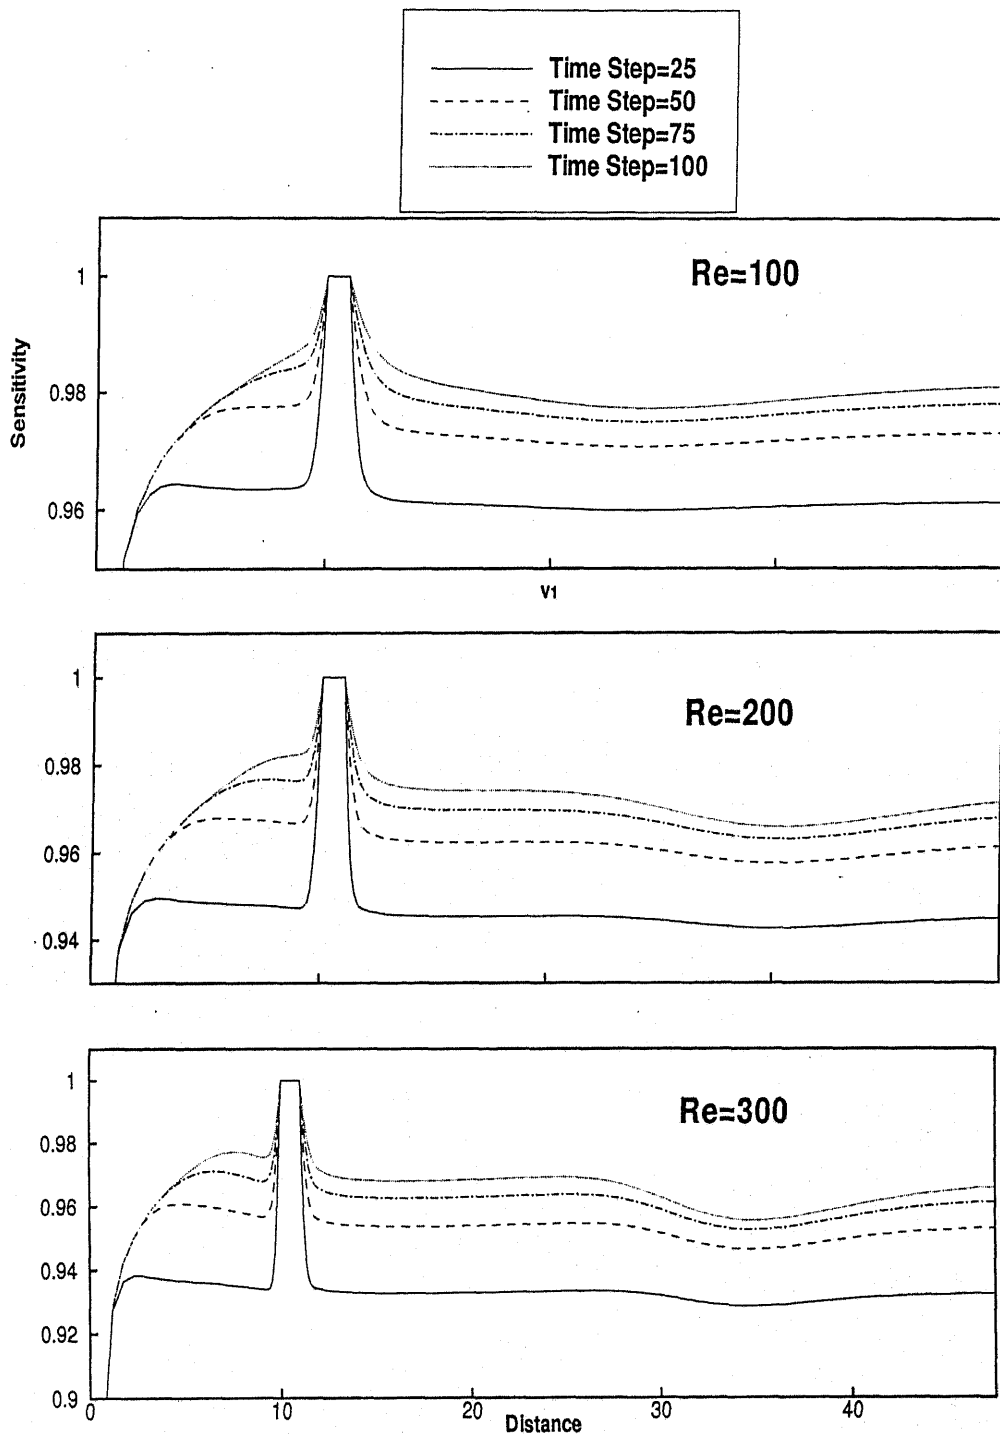 Time Step=25
Time Step=50
Time Step=75
Time Step=100
Re=100
1
0.98
0.96
Sensitivity
V1
Re=200
1
0.98
0.96
0.94
Re=300
1
0.98
0.96
0.94
0.92
0.9
0 10 20 30 40
Distance